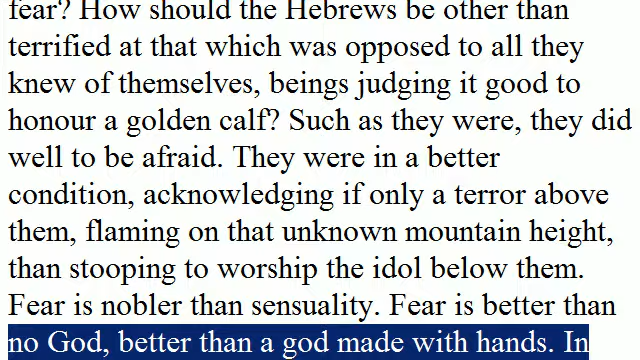 fear? How should the Hebrews be other than
terrified at that which was opposed to all they
knew of themselves, beings judging it good to
honour a golden calf? Such as they were, they did
well to be afraid. They were in a better
condition, acknowledging if only a terror above
them, flaming on that unknown mountain height,
than stooping to worship the idol below them.
Fear is nobler than sensuality. Fear is better than
no God, better than a god made with hands. In